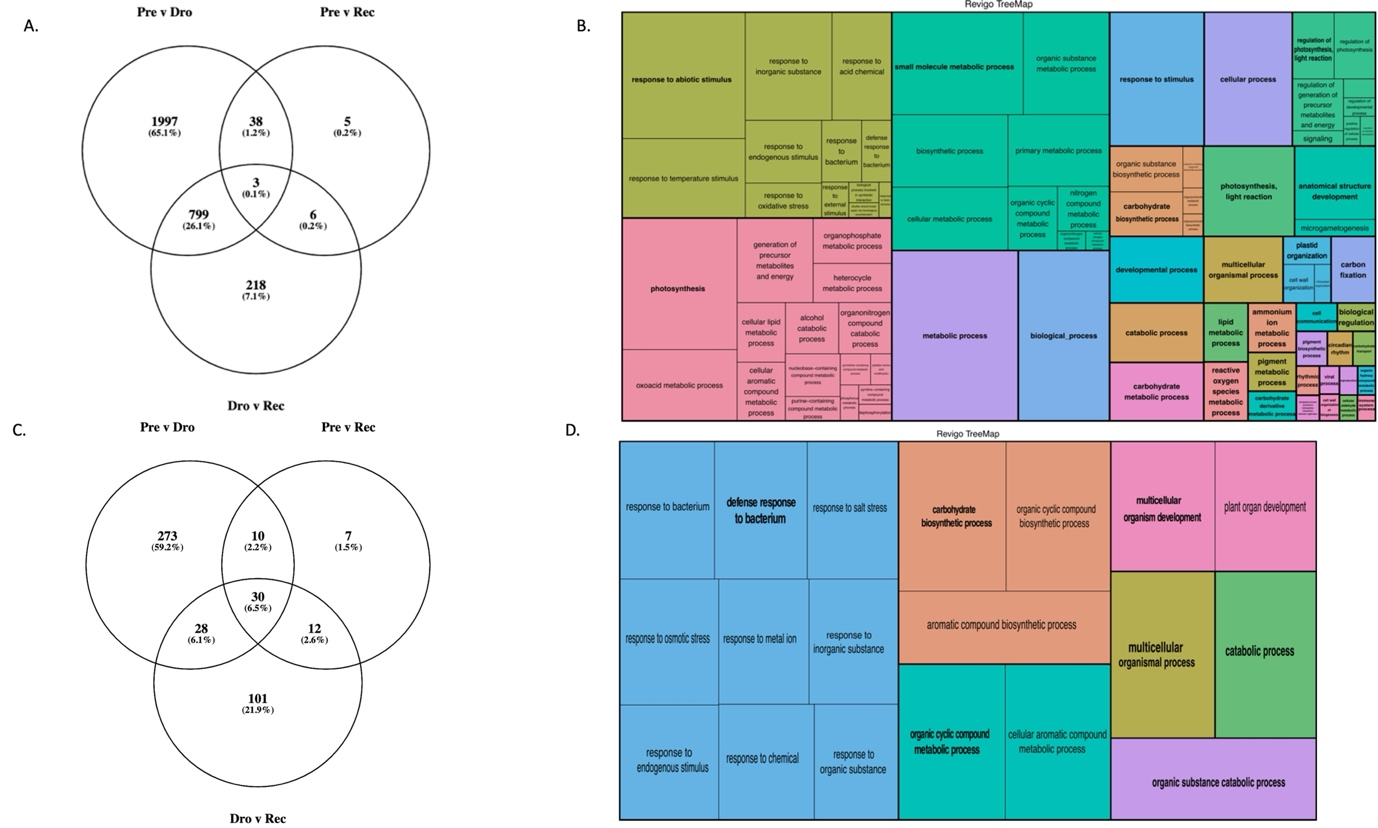 A.
Pre v Dro
Pre v Rec
1997
(65.1%)
38
(1.2%)
5
(0.2%)
3
(0.1%)
799
(26.1%)
6
(0.2%)
218
(7.1%)
Dro v Rec
B.
Revigo TreeMap
response to abiotic stimulus
response to
inorganic substance
response to
acid chemical
response to temperature stimulus
response to
endogenous stimulus
response
to
bacterium
defense
response
to
bacterium
response to
oxidative stress
response
to
external
stimulus
small molecule metabolic process
organic substance
metabolic process
biosynthetic process
primary metabolic process
cellular metabolic process
organic cyclic
compound
metabolic
process
nitrogen
compound
metabolic
process
photosynthesis
oxoacid metabolic process
generation of
precursor
metabolites
and energy
organophosphate
metabolic process
heterocycle
metabolic process
cellular lipid
metabolic
process
alcohol
catabolic
process
organonitrogen
compound
catabolic
process
cellular
aromatic
compound
metabolic
process
nucleobase-containing
compound metabolic
process
purine-containing
compound metabolic
process
metabolic process
biological_process
response to stimulus
cellular process
regulation of
photosynthesis,
light reaction
regulation of
photosynthesis
regulation of
generation of
precursor
metabolites
and energy
signaling
organic substance
biosynthetic process
carbohydrate
biosynthetic process
photosynthesis,
light reaction
anatomical structure
development
microgametogenesis
developmental process
multicellular
organismal process
plastid
organization
cell wall
organization
carbon
fixation
catabolic process
lipid
metabolic
process
ammonium
ion
metabolic
process
cell
communication
biological
regulation
pigment
biosynthetic
process
circadian
rhythm
carbohydrate
metabolic process
reactive
oxygen
species
metabolic
process
pigment
metabolic
process
carbohydrate
derivative
metabolic process
rhythmic
process
viral
process
C.
Pre v Dro
Pre v Rec
273
(59.2%)
10
(2.2%)
7
(1.5%)
30
(6.5%)
28
(6.1%)
12
(2.6%)
101
(21.9%)
Dro v Rec
D.
Revigo TreeMap
response to bacterium
defense response
to bacterium
response to salt stress
response to osmotic stress
response to metal ion
response to
inorganic substance
response to
endogenous stimulus
response to chemical
response to
organic substance
carbohydrate
biosynthetic process
organic cyclic compound
biosynthetic process
aromatic compound biosynthetic process
organic cyclic compound
metabolic process
cellular aromatic compound
metabolic process
multicellular
organism development
plant organ development
multicellular
organismal process
catabolic process
organic substance catabolic process